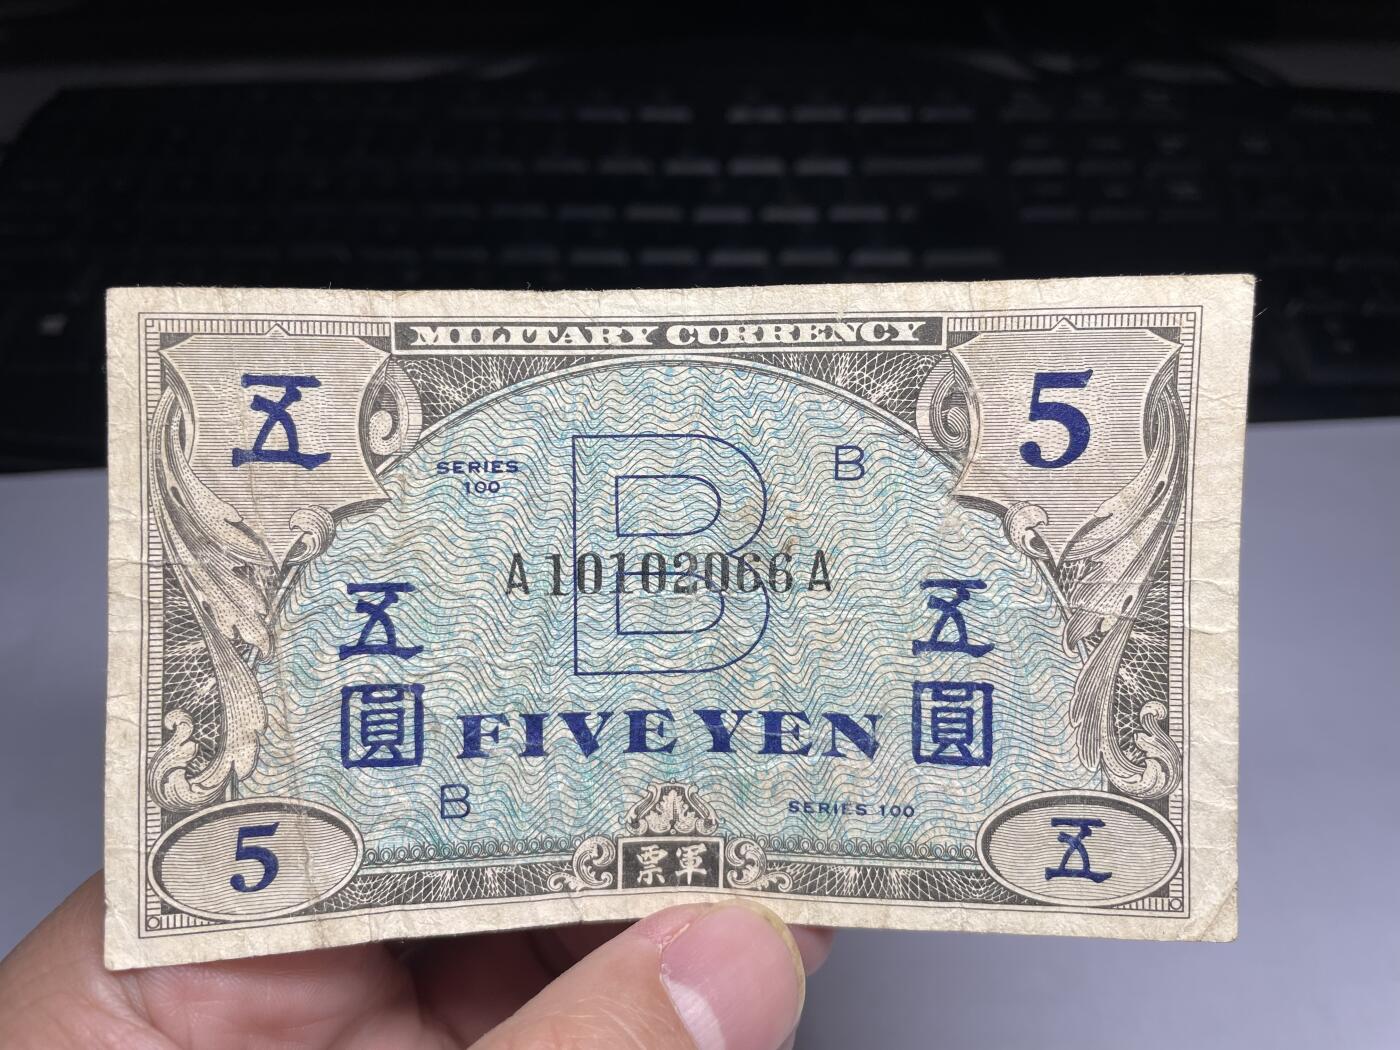 MILITARY CURRENCY
五 5
SERIES
100
B
B
A10102066A
五 五
圓 FIVE YEN 圓
B
SERIES 100
5 票軍 五